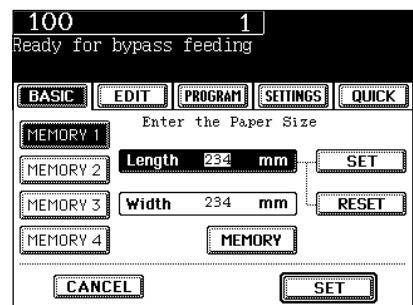 100 1
Ready for bypass feeding
BASIC EDIT PROGRAM SETTINGS QUICK
Enter the Paper Size
MEMORY 1
MEMORY 2
MEMORY 3
MEMORY 4
Length 234 mm SET
Width 234 mm RESET
MEMORY
CANCEL SET